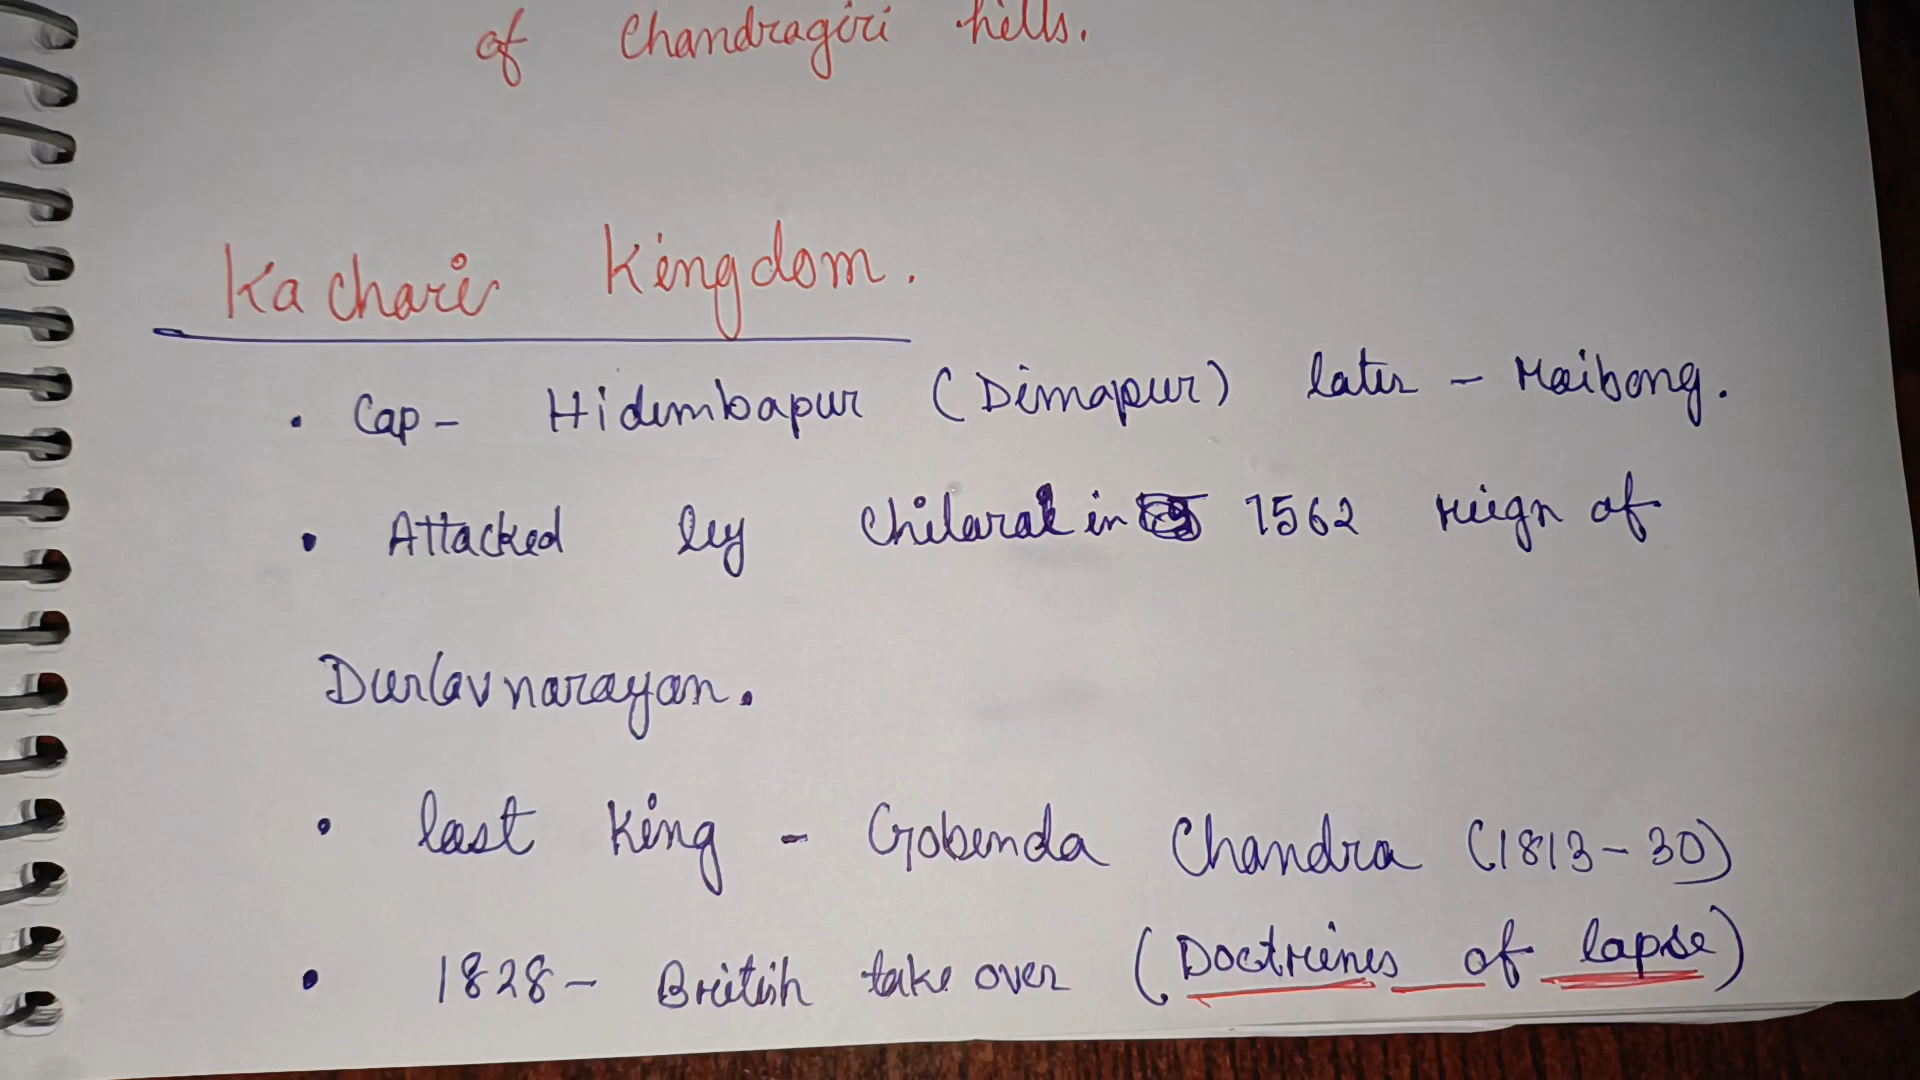 of Chandragiri hills.
Kachari Kingdom.
• Cap - Hidimbapur (Dimapur) later - Maibong.
• Attacked by Chilarai in 1562 reign of
Durlavnarayan.
• last King - Gobinda Chandra (1813-30)
• 1828 - British take over (Doctrines of lapse)